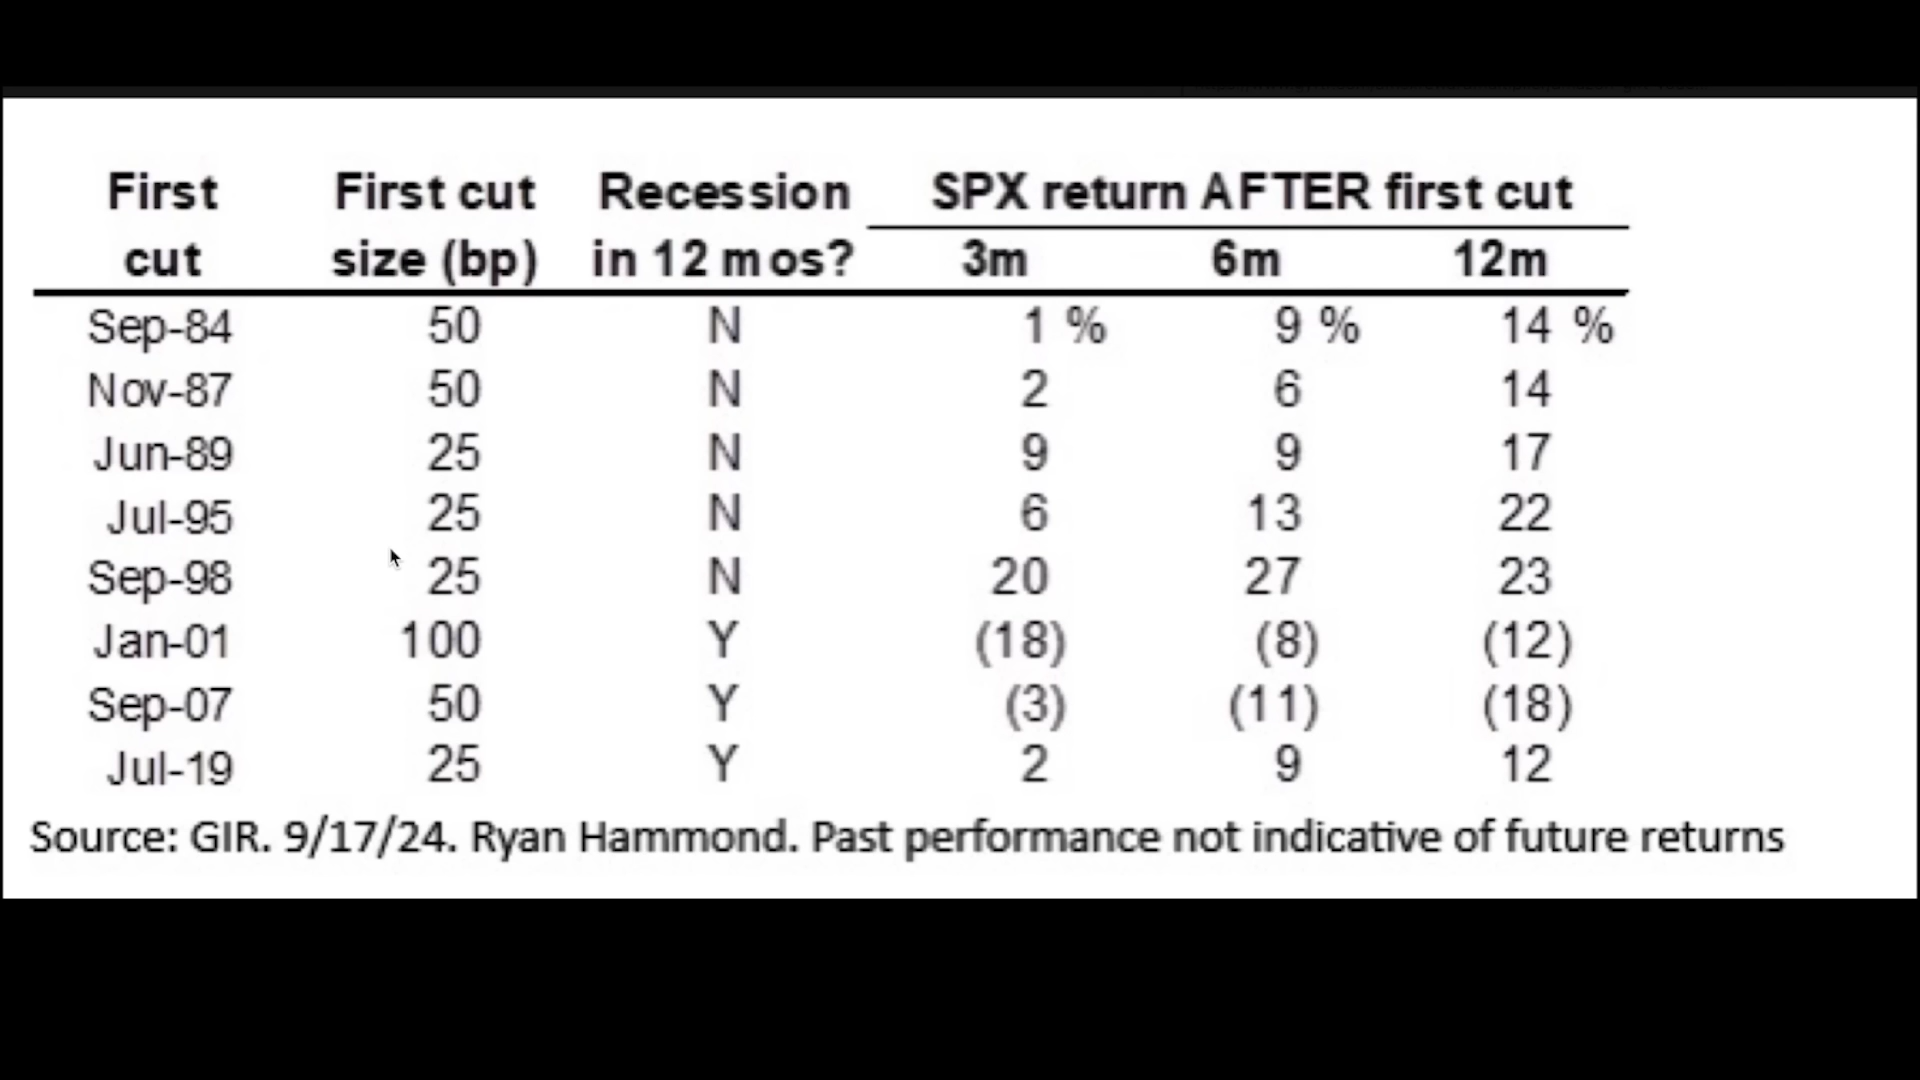 First First cut Recession SPX return AFTER first cut
cut size (bp) in 12 mos? 3m 6m 12m
Sep-84 50 N 1 % 9 % 14 %
Nov-87 50 N 2 6 14
Jun-89 25 N 9 9 17
Jul-95 25 N 6 13 22
Sep-98 25 N 20 27 23
Jan-01 100 Y (18) (8) (12)
Sep-07 50 Y (3) (11) (18)
Jul-19 25 Y 2 9 12
Source: GIR. 9/17/24. Ryan Hammond. Past performance not indicative of future returns